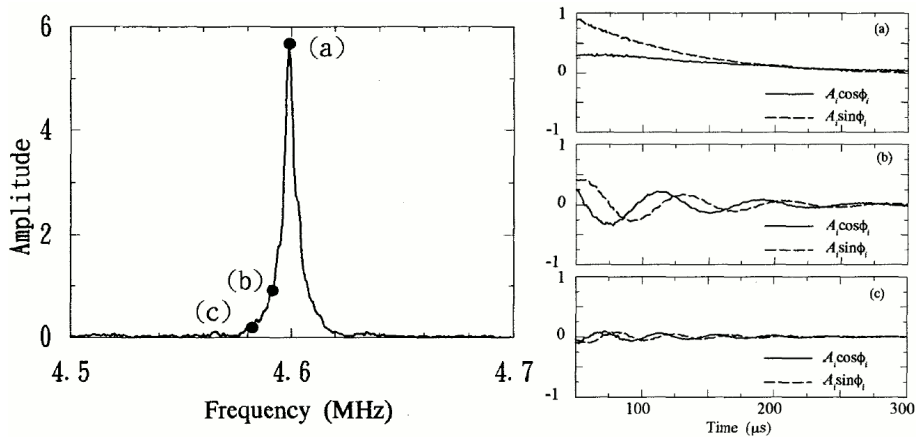 6
4
2
0
Amplitude
(a)
(b)
(c)
4.5
4.6
4.7
Frequency (MHz)
1
0
-1
(a)
A_i cosϕ_i
A_i sinϕ_i
1
0
-1
(b)
A_i cosϕ_i
A_i sinϕ_i
1
0
-1
(c)
A_i cosϕ_i
A_i sinϕ_i
100
200
300
Time (μs)